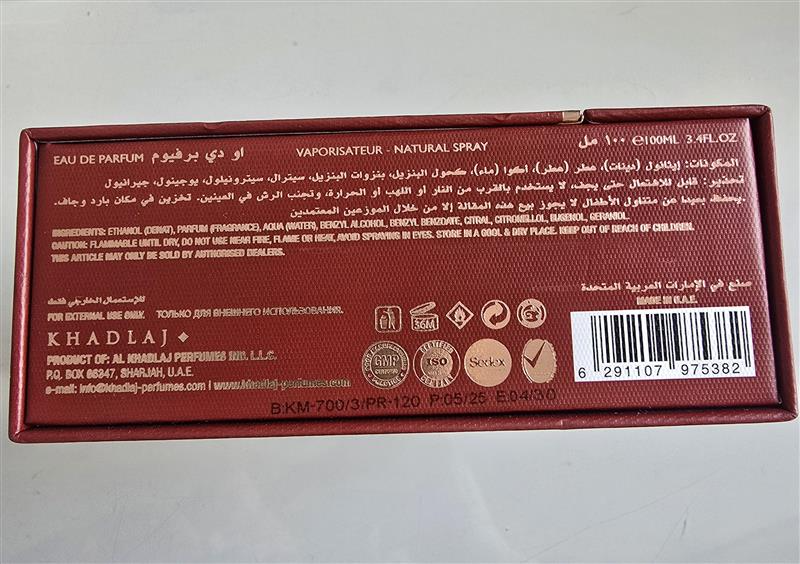 EAU DE PARFUM او دي برفيوم VAPORISATEUR - NATURAL SPRAY ١٠٠ مل ℮100ML 3.4FL.OZ
المكونات: إيثانول (دينات)، عطر (عطر)، أكوا (ماء)، كحول البنزيل، بقزوات البنزيل، سيترال، سيترونيلول، يوجينول، جيرانيول
تحذير: قابل للاشتعال حتى يجف، لا يستخدم بالقرب من النار أو اللهب أو الحرارة، وتجنب الرش في العينين. تخزين في مكان بارد وجاف.
.يحفظ بعيدا عن متناول الأطفال لا يجوز بيع هذه المقالة إلا من خلال الموزعين المعتمدين
INGREDIENTS: ETHANOL (DENAT), PARFUM (FRAGRANCE), AQUA (WATER), BENZYL ALCOHOL, BENZYL BENZOATE, CITRAL, CITRONELLOL, EUGENOL, GERANIOL.
CAUTION: FLAMMABLE UNTIL DRY, DO NOT USE NEAR FIRE, FLAME OR HEAT, AVOID SPRAYING IN EYES. STORE IN A COOL & DRY PLACE. KEEP OUT OF REACH OF CHILDREN.
THIS ARTICLE MAY ONLY BE SOLD BY AUTHORISED DEALERS.
للإستعمال الخارجي فقط
صنع في الإمارات العربية المتحدة
FOR EXTERNAL USE ONLY. ТОЛЬКО ДЛЯ ВНЕШНЕГО ИСПОЛЬЗОВАНИЯ.
MADE IN U.A.E.
36M
KHADLAJ
PRODUCT OF: AL KHADLAJ PERFUMES IND. L.L.C.
P.O. BOX 66347, SHARJAH, U.A.E.
e-mail: info@khadlaj-perfumes.com | www.khadlaj-perfumes.com
GMP
ISO
Sedex
6 291107 975382
B:KM-700/3/PR-120 P:05/25 E:04/30